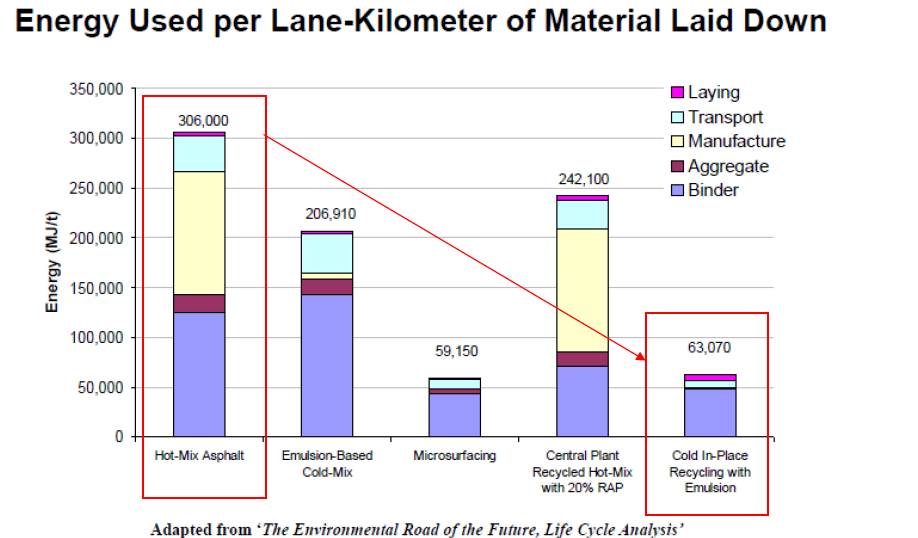 Energy Used per Lane-Kilometer of Material Laid Down
350,000
300,000
250,000
200,000
150,000
100,000
50,000
0
Energy (MJ/t)
306,000
206,910
59,150
242,100
63,070
Laying
Transport
Manufacture
Aggregate
Binder
Hot-Mix Asphalt
Emulsion-Based
Cold-Mix
Microsurfacing
Central Plant
Recycled Hot-Mix
with 20% RAP
Cold In-Place
Recycling with
Emulsion
Adapted from ‘The Environmental Road of the Future, Life Cycle Analysis’